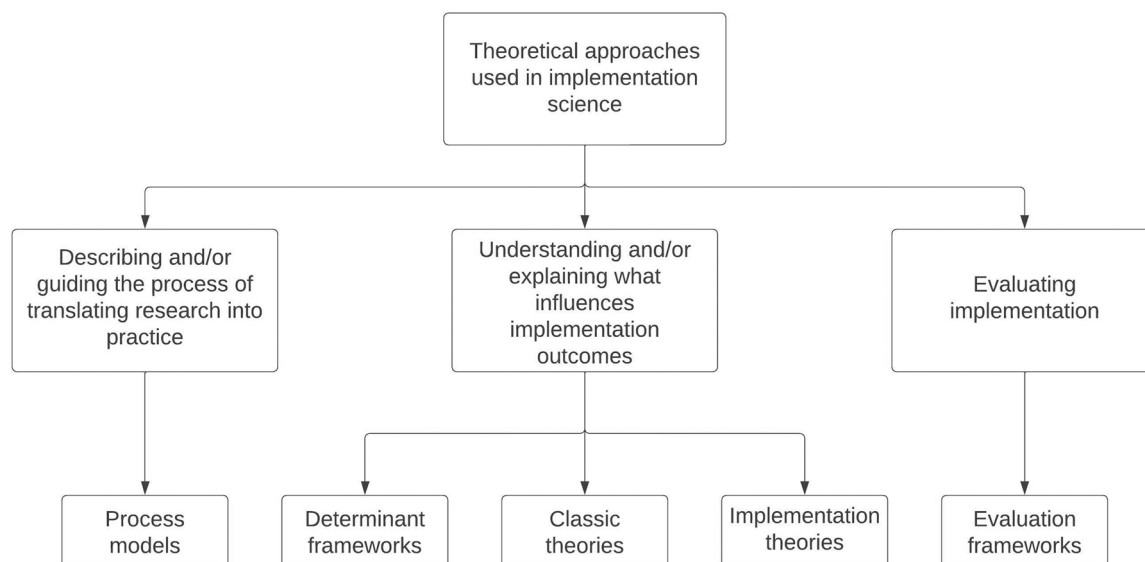 Theoretical approaches
used in implementation
science
Describing and/or
guiding the process of
translating research into
practice
Understanding and/or
explaining what
influences
implementation
outcomes
Evaluating
implementation
Process
models
Determinant
frameworks
Classic
theories
Implementation
theories
Evaluation
frameworks